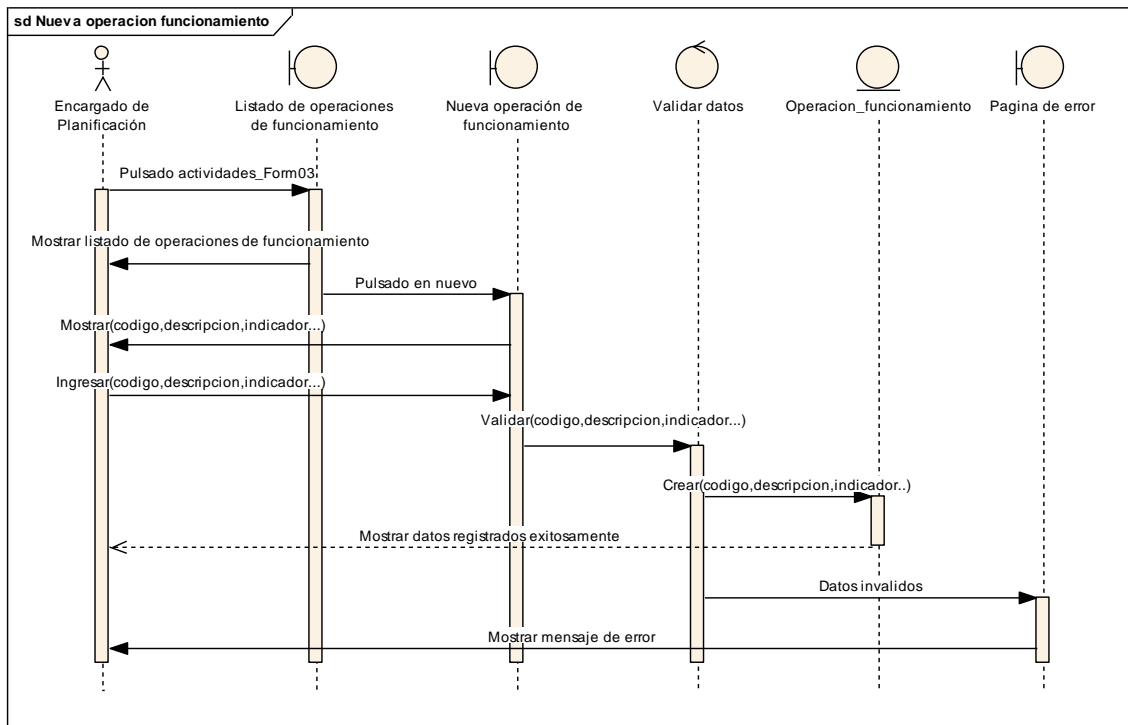 sd Nueva operacion funcionamiento
Encargado de
Planificación
Listado de operaciones
de funcionamiento
Nueva operación de
funcionamiento
Validar datos
Operacion_funcionamiento
Pagina de error
Pulsado actividades_Form03
Mostrar listado de operaciones de funcionamiento
Pulsado en nuevo
Mostrar(codigo,descripcion,indicador...)
Ingresar(codigo,descripcion,indicador...)
Validar(codigo,descripcion,indicador...)
Crear(codigo,descripcion,indicador..)
Mostrar datos registrados exitosamente
Datos invalidos
Mostrar mensaje de error